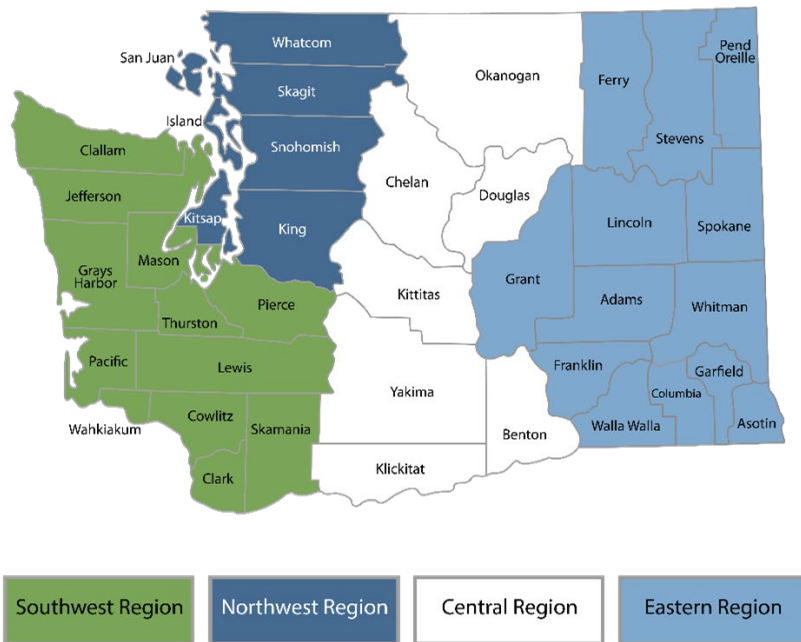 Whatcom
San Juan
Skagit
Island
Snohomish
Clallam
Jefferson
Kitsap
King
Mason
Grays
Harbor
Pierce
Thurston
Pacific
Lewis
Wahkiakum
Cowlitz
Skamania
Clark
Okanogan
Chelan
Douglas
Kittitas
Yakima
Benton
Klickitat
Ferry
Pend
Oreille
Stevens
Lincoln
Spokane
Grant
Adams
Whitman
Franklin
Garfield
Columbia
Walla Walla
Asotin
Southwest Region
Northwest Region
Central Region
Eastern Region